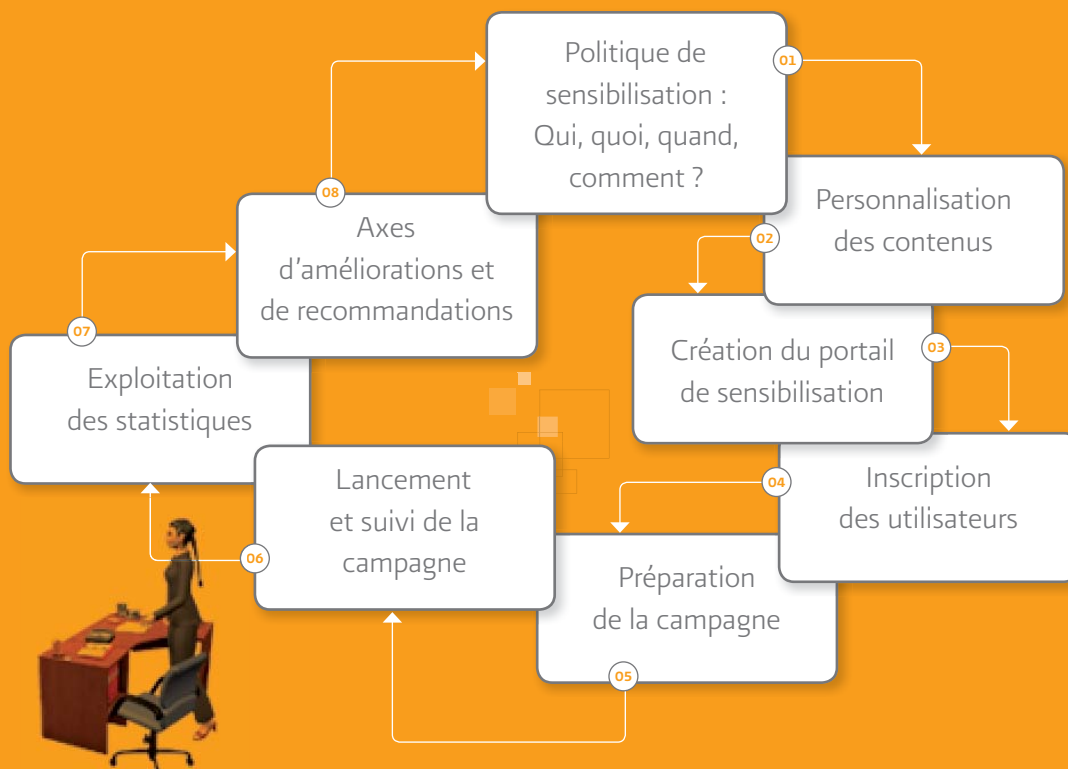 Politique de
sensibilisation :
Qui, quoi, quand,
comment ?
01
Personnalisation
des contenus
02
Création du portail
de sensibilisation
03
Inscription
des utilisateurs
04
Préparation
de la campagne
05
Lancement
et suivi de la
campagne
06
Exploitation
des statistiques
07
Axes
d'améliorations et
de recommandations
08